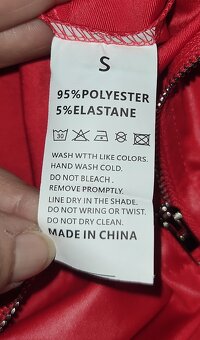 S
95%POLYESTER
5%ELASTANE
30
WASH WTTH LIKE COLORS.
HAND WASH COLD.
DO NOT BLEACH .
REMOVE PROMPTLY.
LINE DRY IN THE SHADE.
DO NOT WRING OR TWIST.
DO NOT DRY CLEAN.
MADE IN CHINA